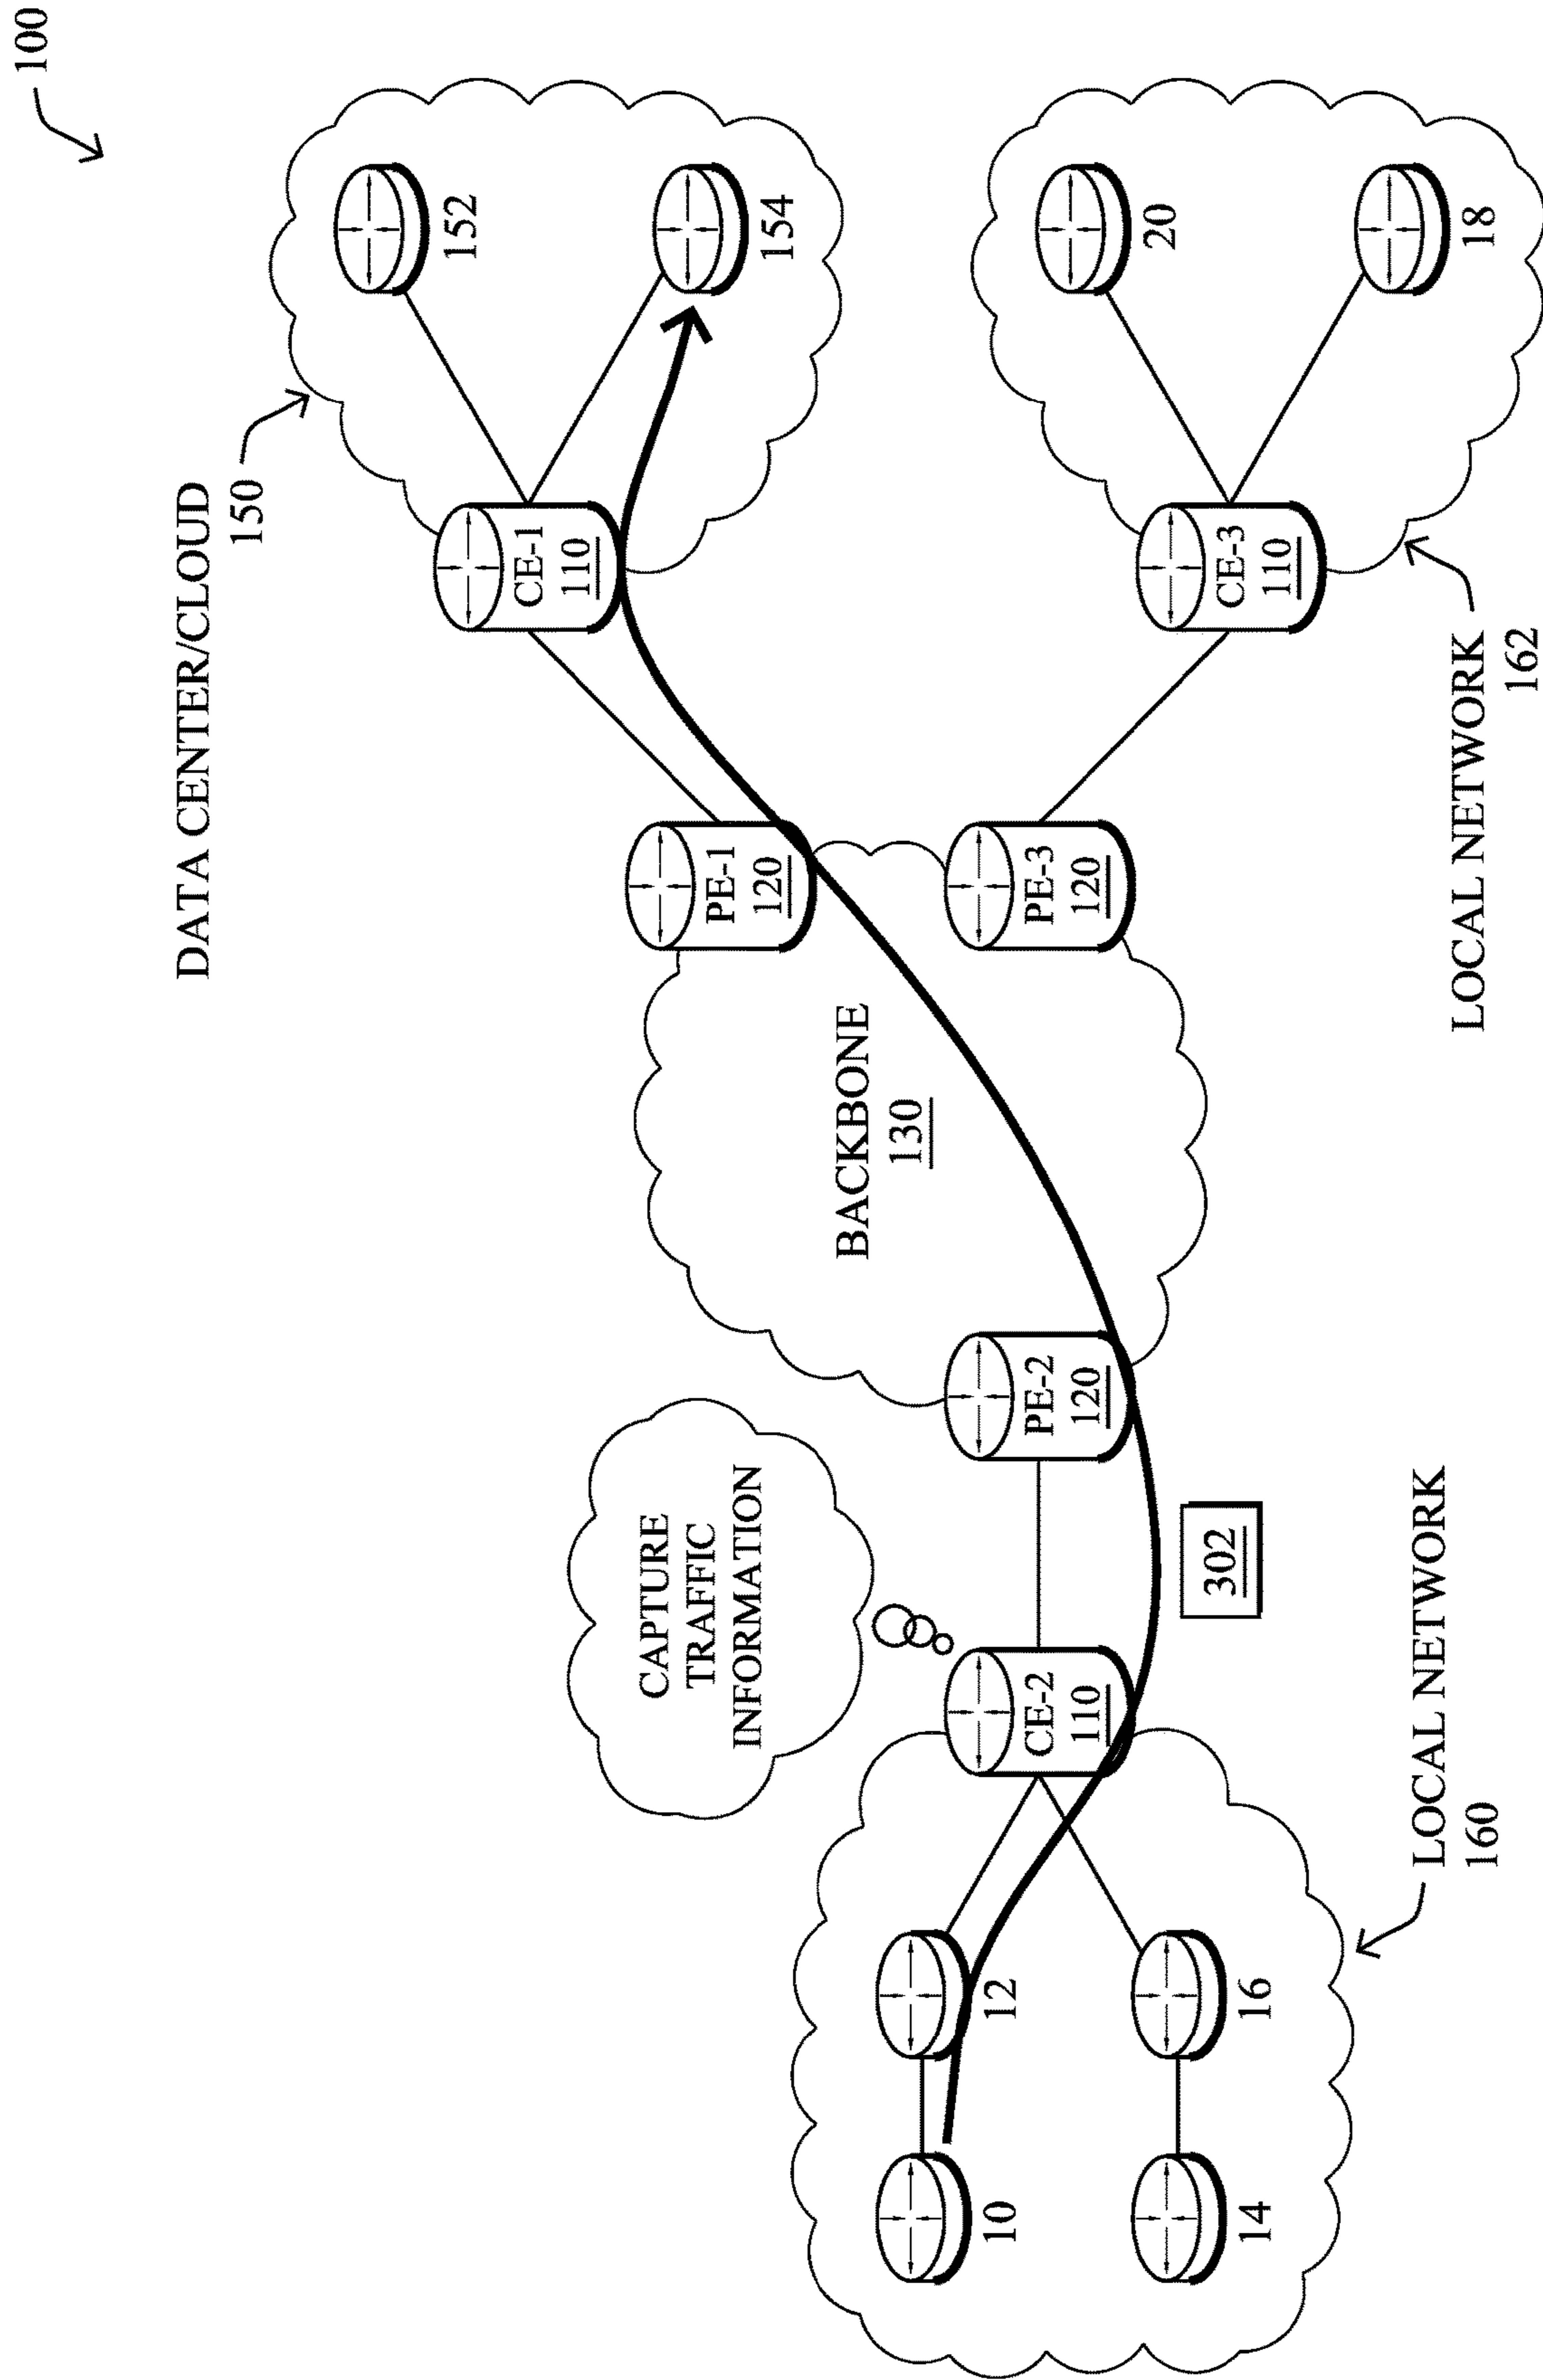 100
DATA CENTER/CLOUD
150
152
154
CE-1
110
PE-1
120
BACKBONE
130
CAPTURE
TRAFFIC
INFORMATION
10
12
14
16
CE-2
110
PE-2
120
PE-3
120
302
CE-3
110
20
18
LOCAL NETWORK
160
LOCAL NETWORK
162